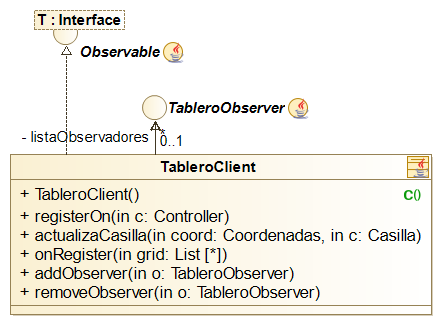 T : Interface
Observable
TableroObserver
- listaObservadores
*
0..1
TableroClient
+ TableroClient()
C()
+ registerOn(in c: Controller)
+ actualizaCasilla(in coord: Coordenadas, in c: Casilla)
+ onRegister(in grid: List [*])
+ addObserver(in o: TableroObserver)
+ removeObserver(in o: TableroObserver)